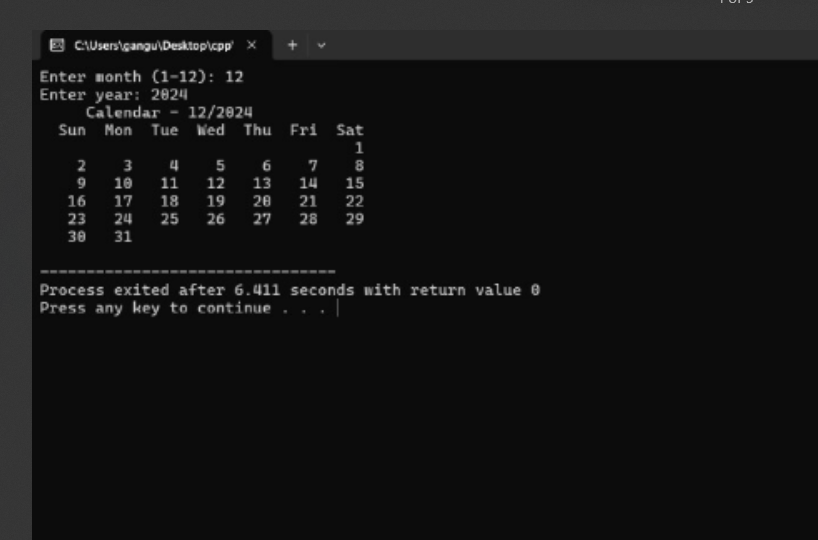 C:\Users\gangu\Desktop\cpp'
Enter month (1-12): 12
Enter year: 2024
Calendar - 12/2024
Sun Mon Tue Wed Thu Fri Sat
1
2 3 4 5 6 7 8
9 10 11 12 13 14 15
16 17 18 19 20 21 22
23 24 25 26 27 28 29
30 31
--------------------------------
Process exited after 6.411 seconds with return value 0
Press any key to continue . . .